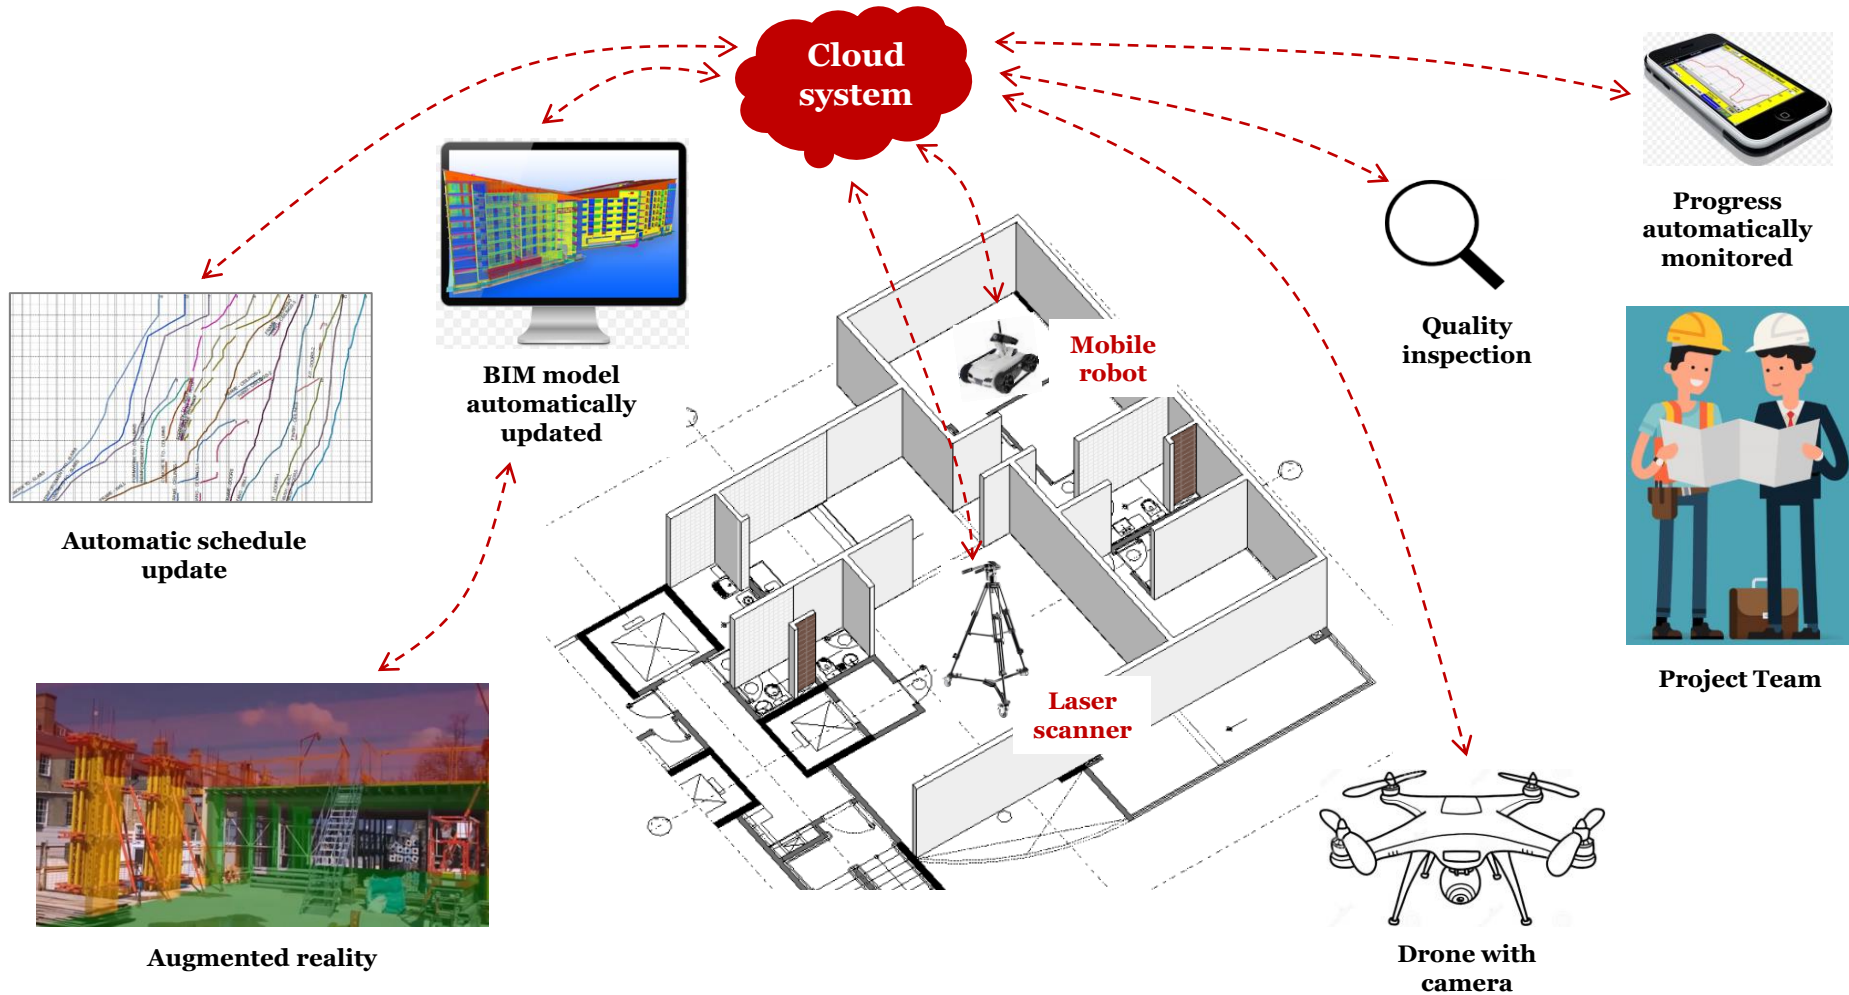 Cloud
system
Progress
automatically
monitored
Quality
inspection
BIM model
automatically
updated
Mobile
robot
Automatic schedule
update
Project Team
Laser
scanner
Augmented reality
Drone with
camera